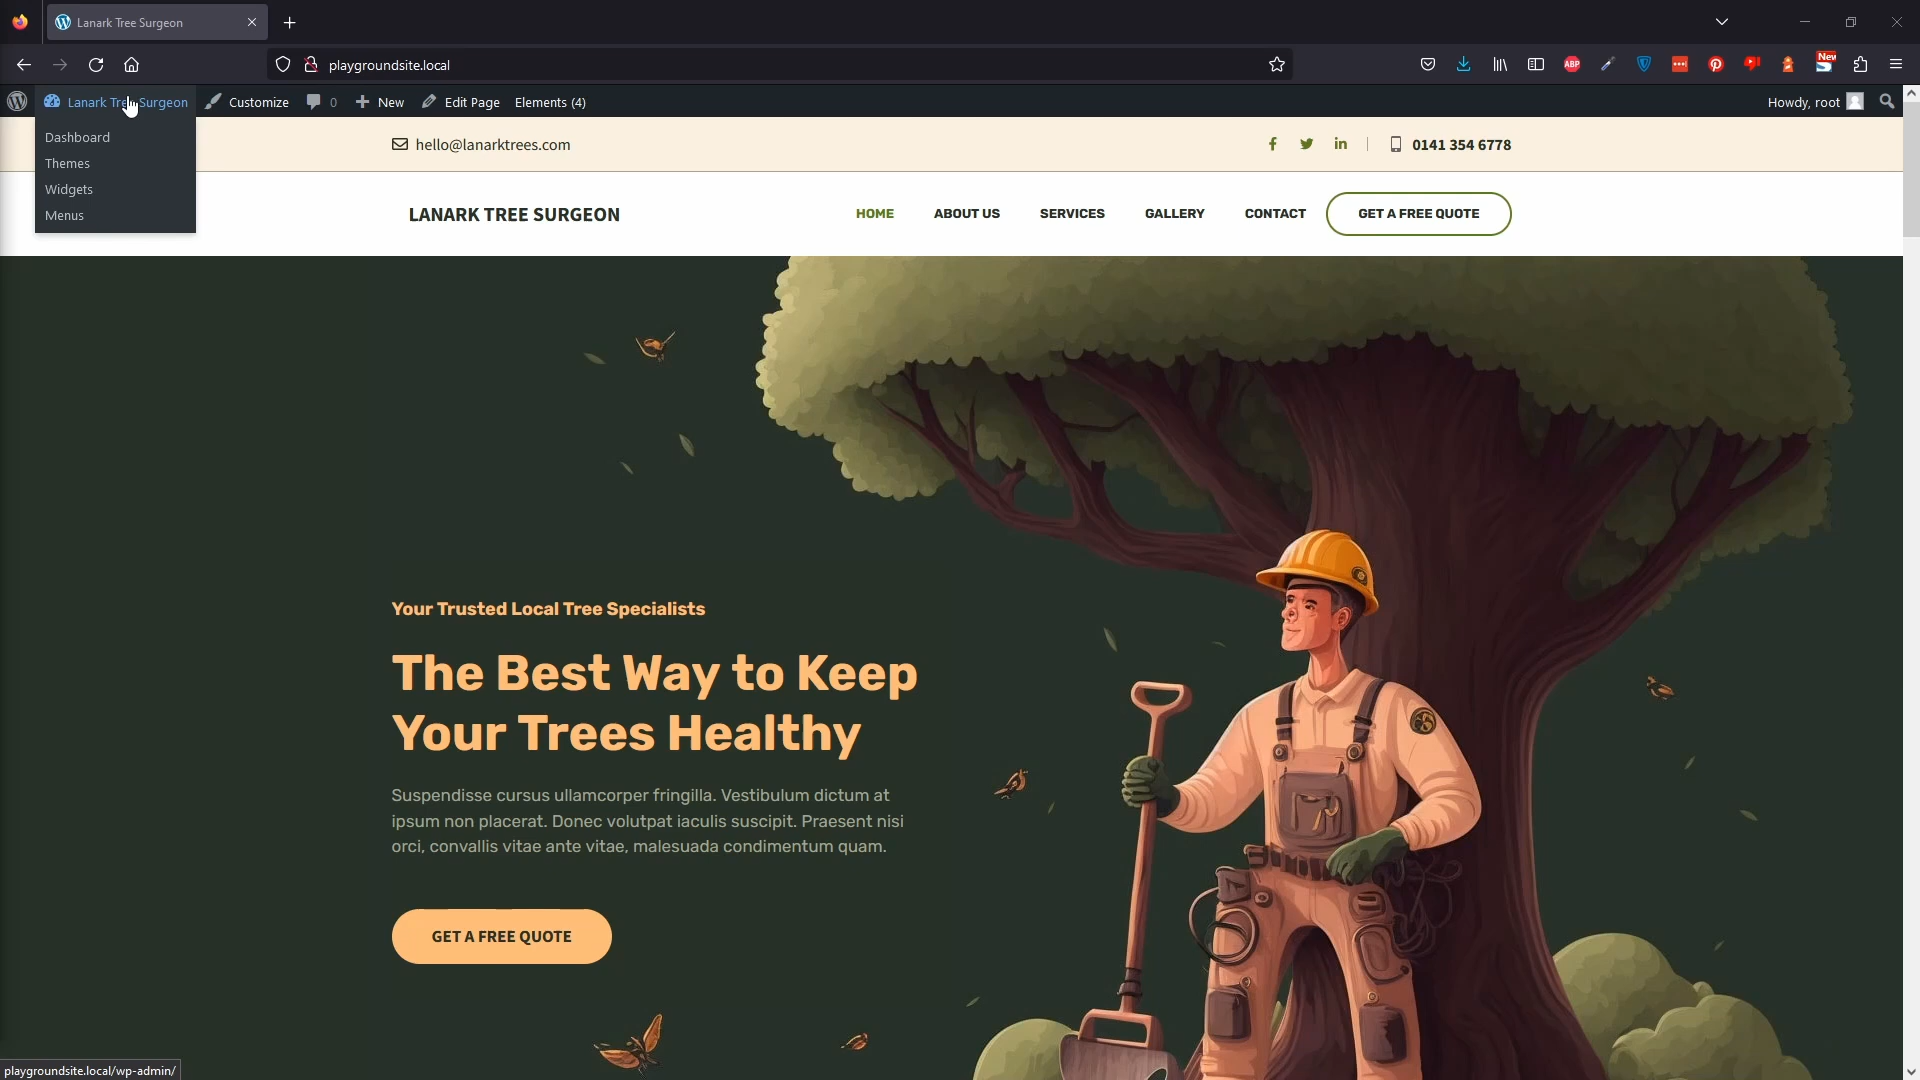 Lanark Tree Surgeon
playgroundsite.local
ABP
New
Lanark Tree Surgeon
Customize
0
New
Edit Page
Elements (4)
Howdy, root
Dashboard
Themes
Widgets
Menus
hello@lanarktrees.com
0141 354 6778
LANARK TREE SURGEON
HOME
ABOUT US
SERVICES
GALLERY
CONTACT
GET A FREE QUOTE
Your Trusted Local Tree Specialists
The Best Way to Keep
Your Trees Healthy
Suspendisse cursus ullamcorper fringilla. Vestibulum dictum at
ipsum non placerat. Donec volutpat iaculis suscipit. Praesent nisi
orci, convallis vitae ante vitae, malesuada condimentum quam.
GET A FREE QUOTE
playgroundsite.local/wp-admin/